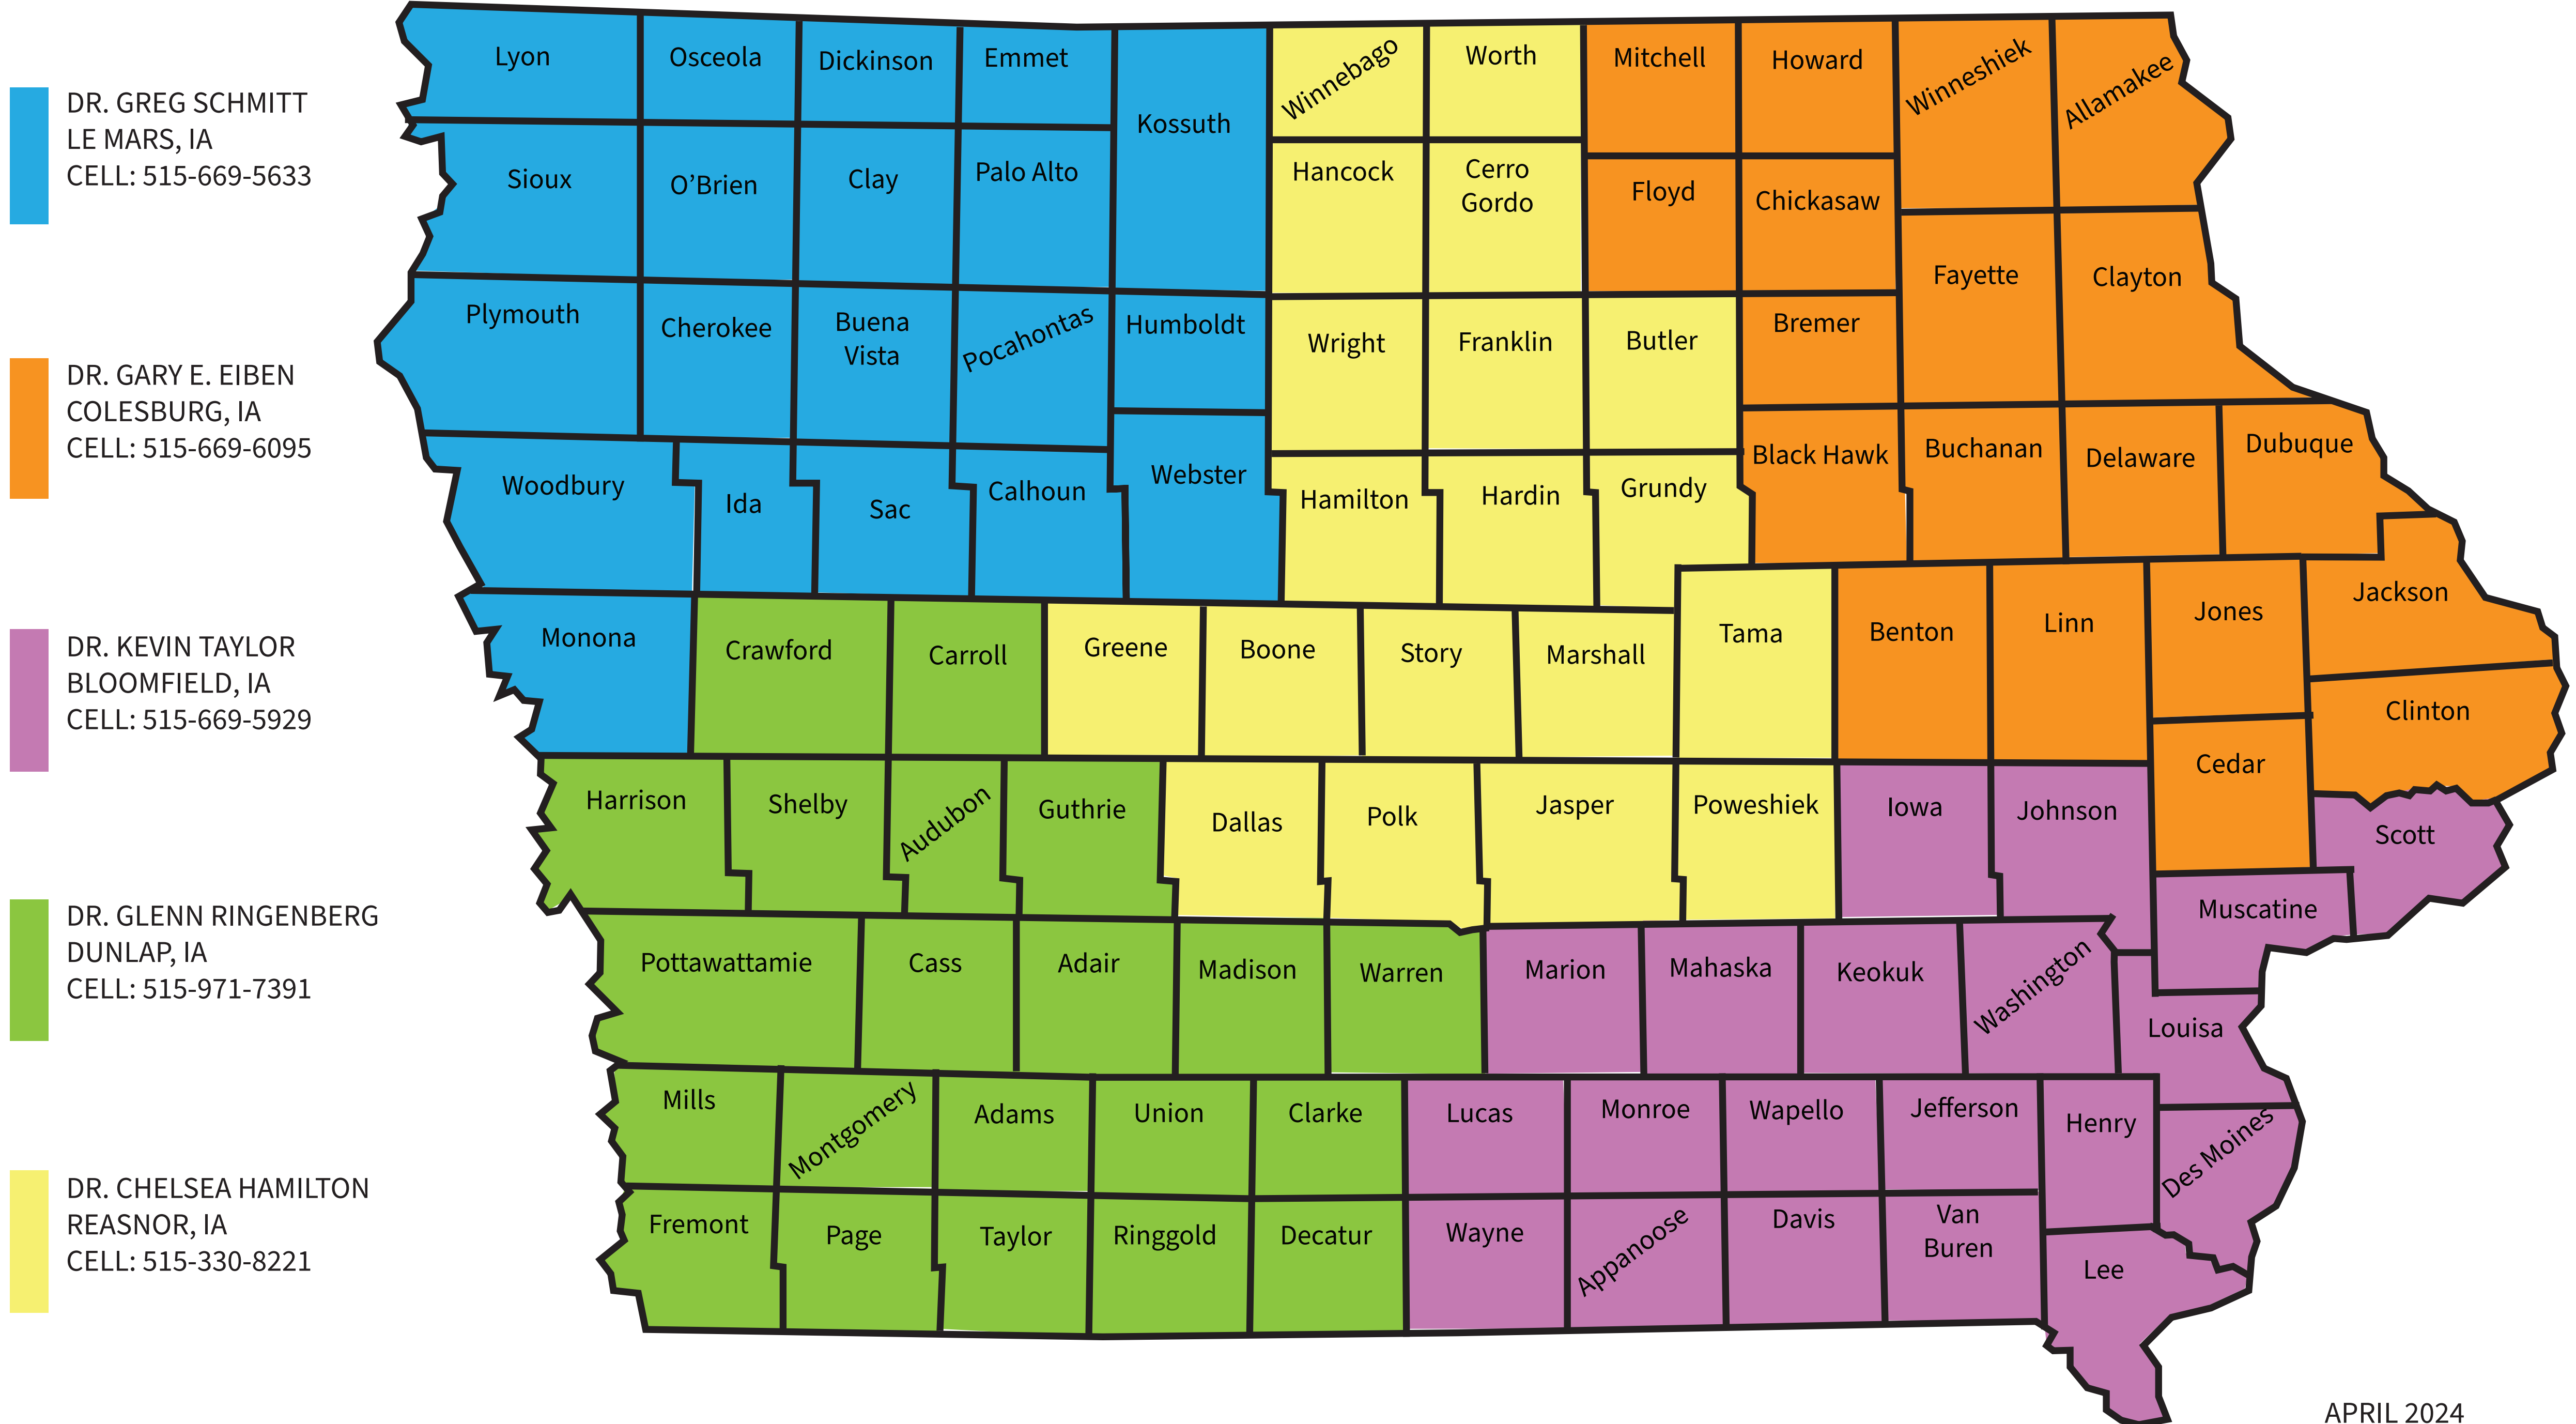 DR. GREG SCHMITT
LE MARS, IA
CELL: 515-669-5633
DR. GARY E. EIBEN
COLESBURG, IA
CELL: 515-669-6095
DR. KEVIN TAYLOR
BLOOMFIELD, IA
CELL: 515-669-5929
DR. GLENN RINGENBERG
DUNLAP, IA
CELL: 515-971-7391
DR. CHELSEA HAMILTON
REASNOR, IA
CELL: 515-330-8221
Lyon
Osceola
Dickinson
Emmet
Kossuth
Winnebago
Worth
Mitchell
Howard
Winneshiek
Allamakee
Sioux
O’Brien
Clay
Palo Alto
Hancock
Cerro
Gordo
Floyd
Chickasaw
Fayette
Clayton
Plymouth
Cherokee
Buena
Vista
Pocahontas
Humboldt
Wright
Franklin
Butler
Bremer
Woodbury
Ida
Sac
Calhoun
Webster
Hamilton
Hardin
Grundy
Black Hawk
Buchanan
Delaware
Dubuque
Monona
Crawford
Carroll
Greene
Boone
Story
Marshall
Tama
Benton
Linn
Jones
Jackson
Clinton
Cedar
Harrison
Shelby
Audubon
Guthrie
Dallas
Polk
Jasper
Poweshiek
Iowa
Johnson
Scott
Muscatine
Pottawattamie
Cass
Adair
Madison
Warren
Marion
Mahaska
Keokuk
Washington
Louisa
Mills
Montgomery
Adams
Union
Clarke
Lucas
Monroe
Wapello
Jefferson
Henry
Des Moines
Fremont
Page
Taylor
Ringgold
Decatur
Wayne
Appanoose
Davis
Van
Buren
Lee
APRIL 2024